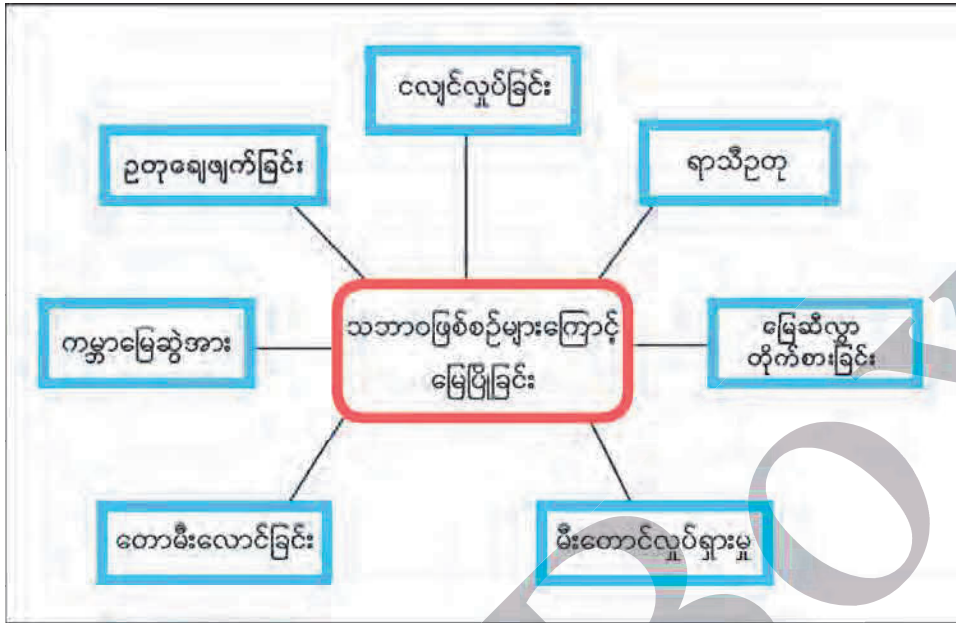 ငလျင်လှုပ်ခြင်း
ဥတုချေဖျက်ခြင်း
ရာသီဥတု
သဘာဝဖြစ်စဉ်များကြောင့်
မြေပြိုခြင်း
ကမ္ဘာမြေဆွဲအား
မြေဆီလွှာ
တိုက်စားခြင်း
တောမီးလောင်ခြင်း
မီးတောင်လှုပ်ရှားမှု